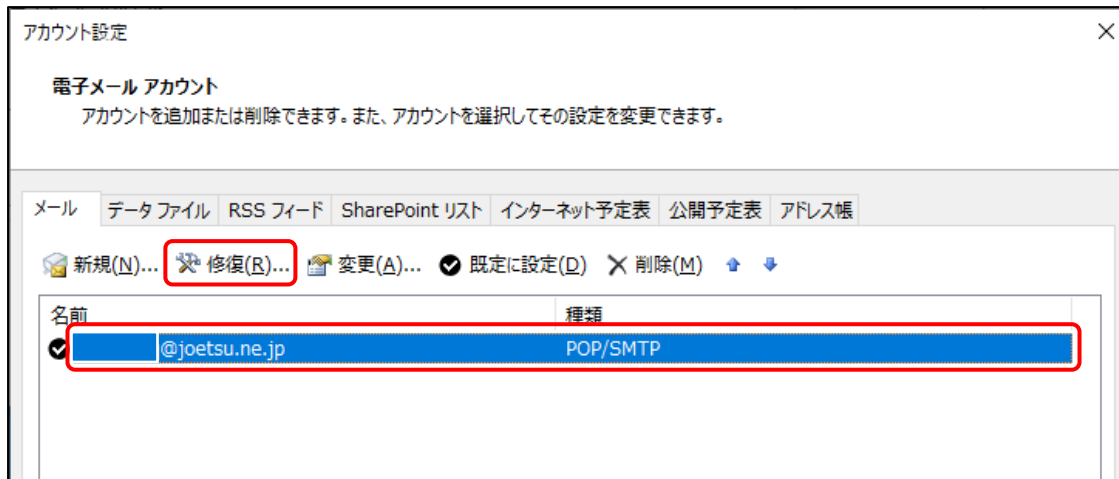 アカウント設定
電子メール アカウント
アカウントを追加または削除できます。また、アカウントを選択してその設定を変更できます。
メール データ ファイル RSS フィード SharePoint リスト インターネット予定表 公開予定表 アドレス帳
新規(N)... 修復(R)... 変更(A)... 既定に設定(D) 削除(M)
名前 種類
@joetsu.ne.jp POP/SMTP